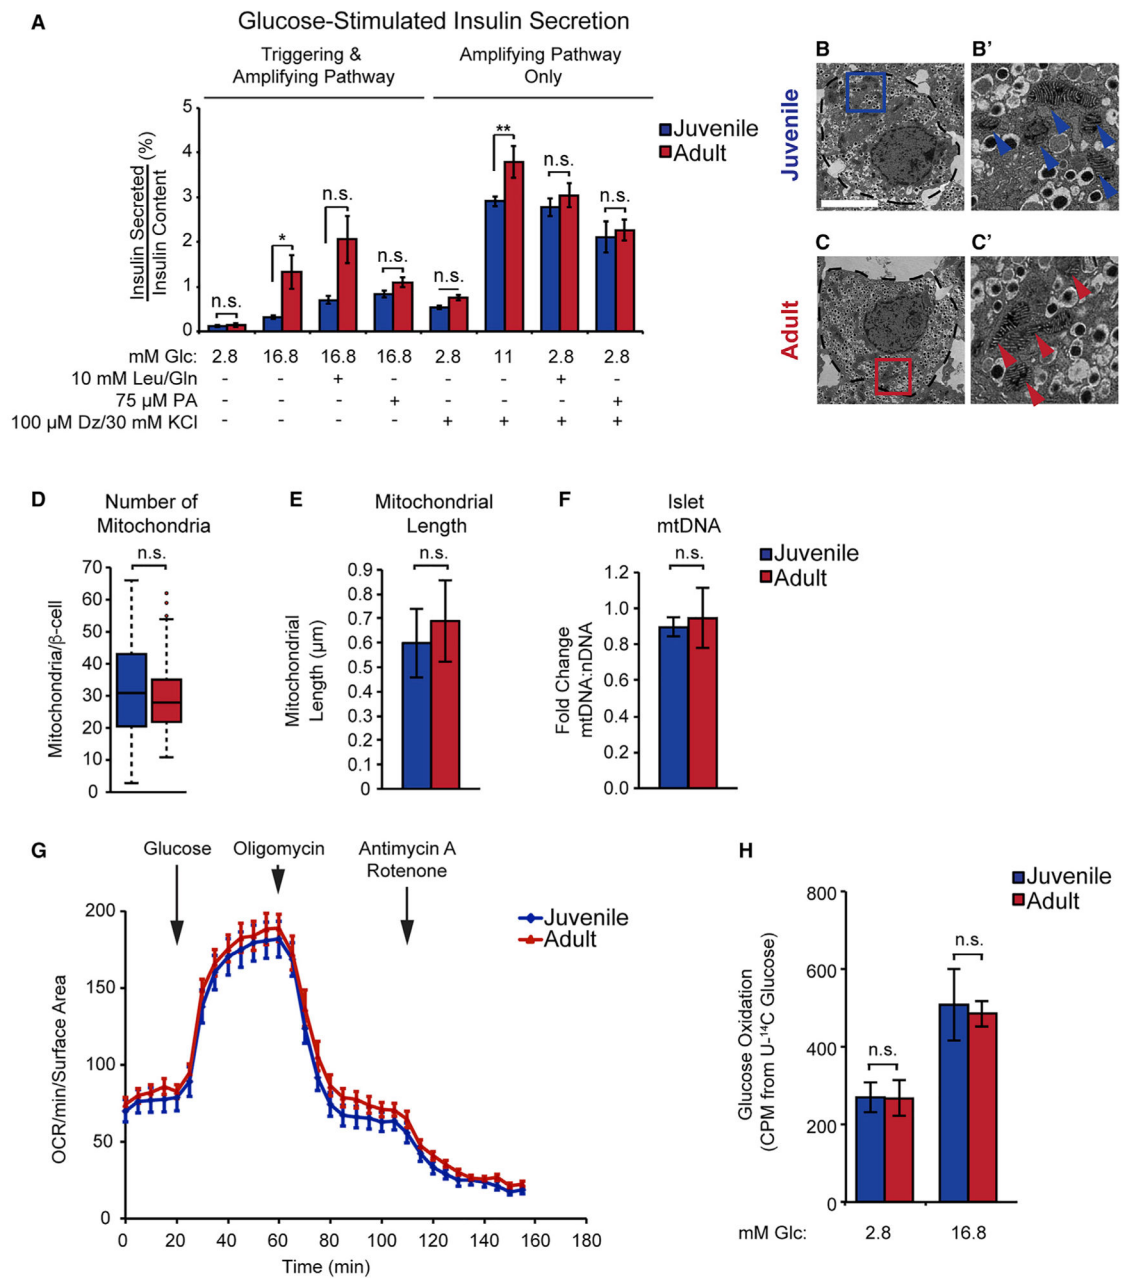 A
Glucose-Stimulated Insulin Secretion
Triggering &
Amplifying Pathway
Amplifying Pathway
Only
5
4
3
2
1
0
Insulin Secreted
Insulin Content
(%)
n.s.
*
n.s.
n.s.
n.s.
**
n.s.
n.s.
Juvenile
Adult
mM Glc: 2.8 16.8 16.8 16.8 2.8 11 2.8 2.8
10 mM Leu/Gln - - + - - - + -
75 µM PA - - - + - - - +
100 µM Dz/30 mM KCl - - - - + + + +
B
B’
Juvenile
C
C’
Adult
D
Number of
Mitochondria
n.s.
70
60
50
40
30
20
10
0
Mitochondria/β-cell
E
Mitochondrial
Length
n.s.
0.9
0.8
0.7
0.6
0.5
0.4
0.3
0.2
0.1
0
Mitochondrial
Length (µm)
F
Islet
mtDNA
n.s.
1.2
1.0
0.8
0.6
0.4
0.2
0.0
Fold Change
mtDNA:nDNA
Juvenile
Adult
G
Glucose
Oligomycin
Antimycin A
Rotenone
200
150
100
50
0
OCR/min/Surface Area
Juvenile
Adult
0 20 40 60 80 100 120 140 160 180
Time (min)
H
Juvenile
Adult
800
600
400
200
0
Glucose Oxidation
(CPM from U-¹⁴C Glucose)
n.s.
n.s.
mM Glc: 2.8 16.8